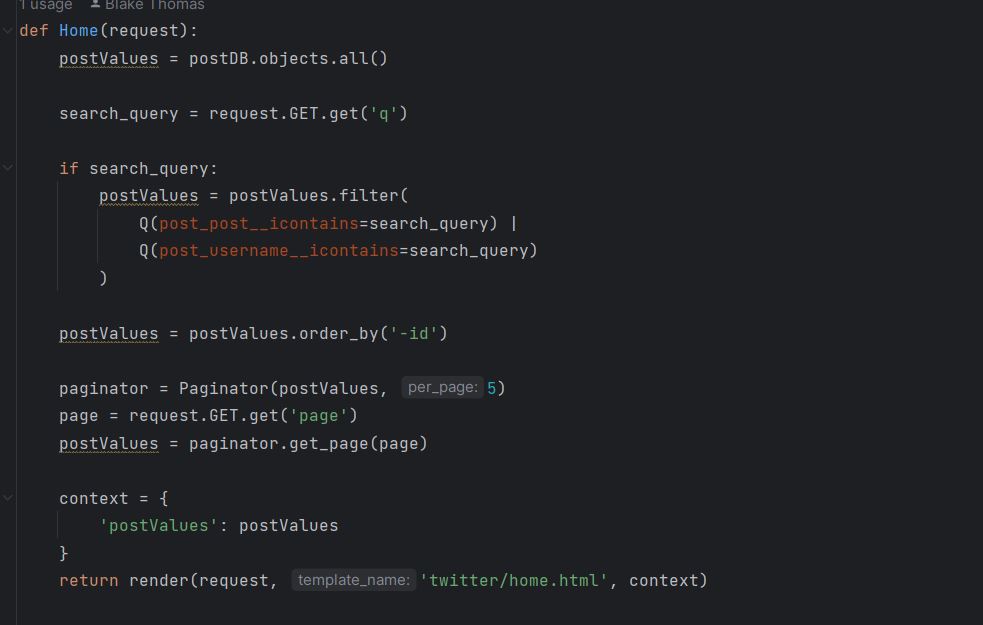 1 usage Blake Thomas
def Home(request):
postValues = postDB.objects.all()
search_query = request.GET.get('q')
if search_query:
postValues = postValues.filter(
Q(post_post__icontains=search_query) |
Q(post_username__icontains=search_query)
)
postValues = postValues.order_by('-id')
paginator = Paginator(postValues, per_page: 5)
page = request.GET.get('page')
postValues = paginator.get_page(page)
context = {
'postValues': postValues
}
return render(request, template_name: 'twitter/home.html', context)